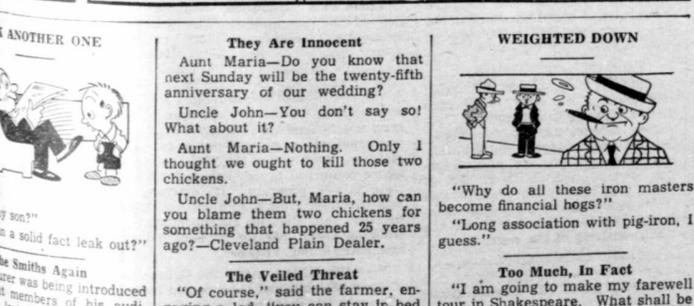 ANOTHER ONE
son?"
a solid fact leak out?"
Smiths Again
was being introduced
members of his
They Are Innocent
Aunt Maria—Do you know that
next Sunday will be the twenty-fifth
anniversary of our wedding?
Uncle John—You don't say so!
What about it?
Aunt Maria—Nothing. Only I
thought we ought to kill those two
chickens.
Uncle John—But, Maria, how can
you blame them two chickens for
something that happened 25 years
ago?—Cleveland Plain Dealer.
The Veiled Threat
"Of course," said the farmer, en-
"you can stay in bed
WEIGHTED DOWN
"Why do all these iron masters
become financial hogs?"
"Long association with pig-iron, I
guess."
Too Much, In Fact
"I am going to make my farewell
tour in Shakespeare. What shall be